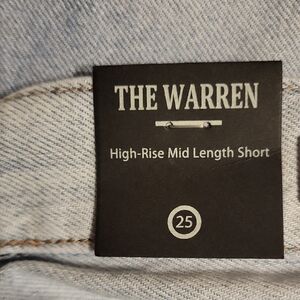 THE WARREN
High-Rise Mid Length Short
25